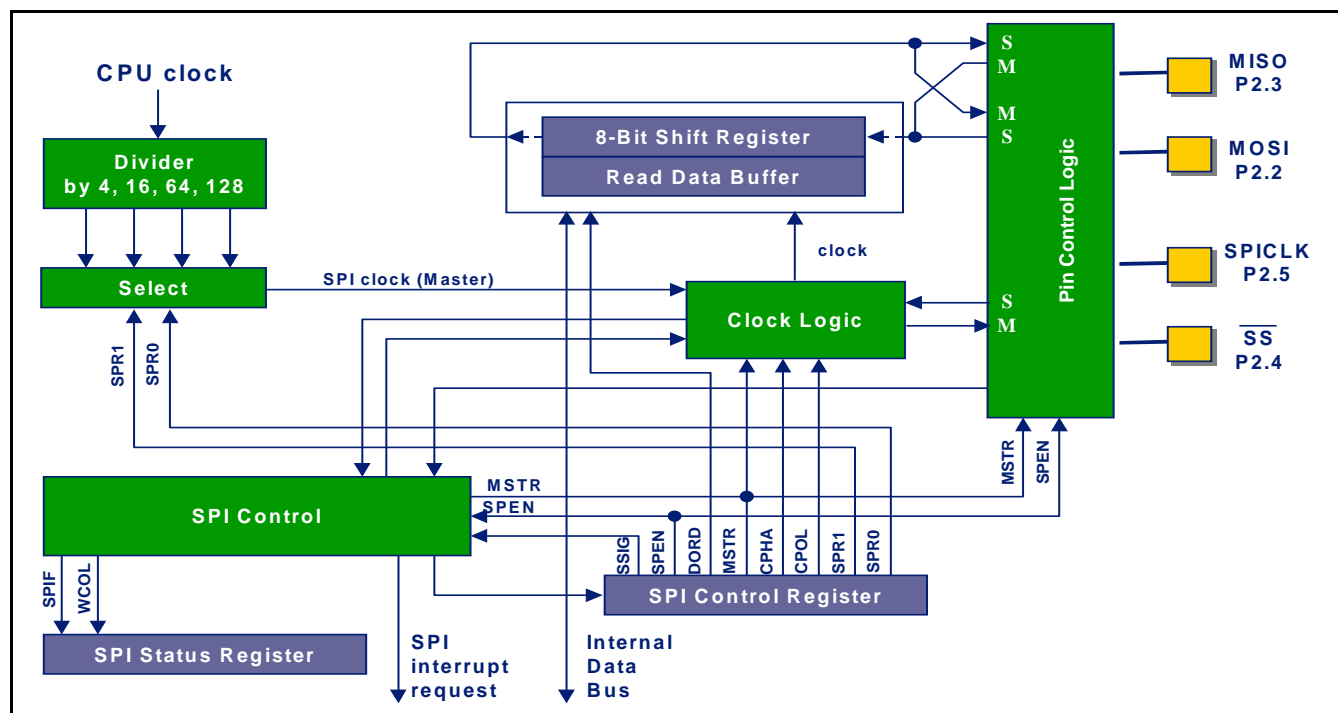 CPU clock
Divider
by 4, 16, 64, 128
Select
SPI clock (Master)
SPR1
SPR0
8-Bit Shift Register
Read Data Buffer
clock
Clock Logic
S
M
M
S
S
M
Pin Control Logic
MISO
P2.3
MOSI
P2.2
SPICLK
P2.5
SS
P2.4
MSTR
SPEN
SPI Control
MSTR
SPEN
SSIG
SPEN
DORD
MSTR
CPHA
CPOL
SPR1
SPR0
SPI Control Register
SPIF
WCOL
SPI Status Register
SPI
interrupt
request
Internal
Data
Bus